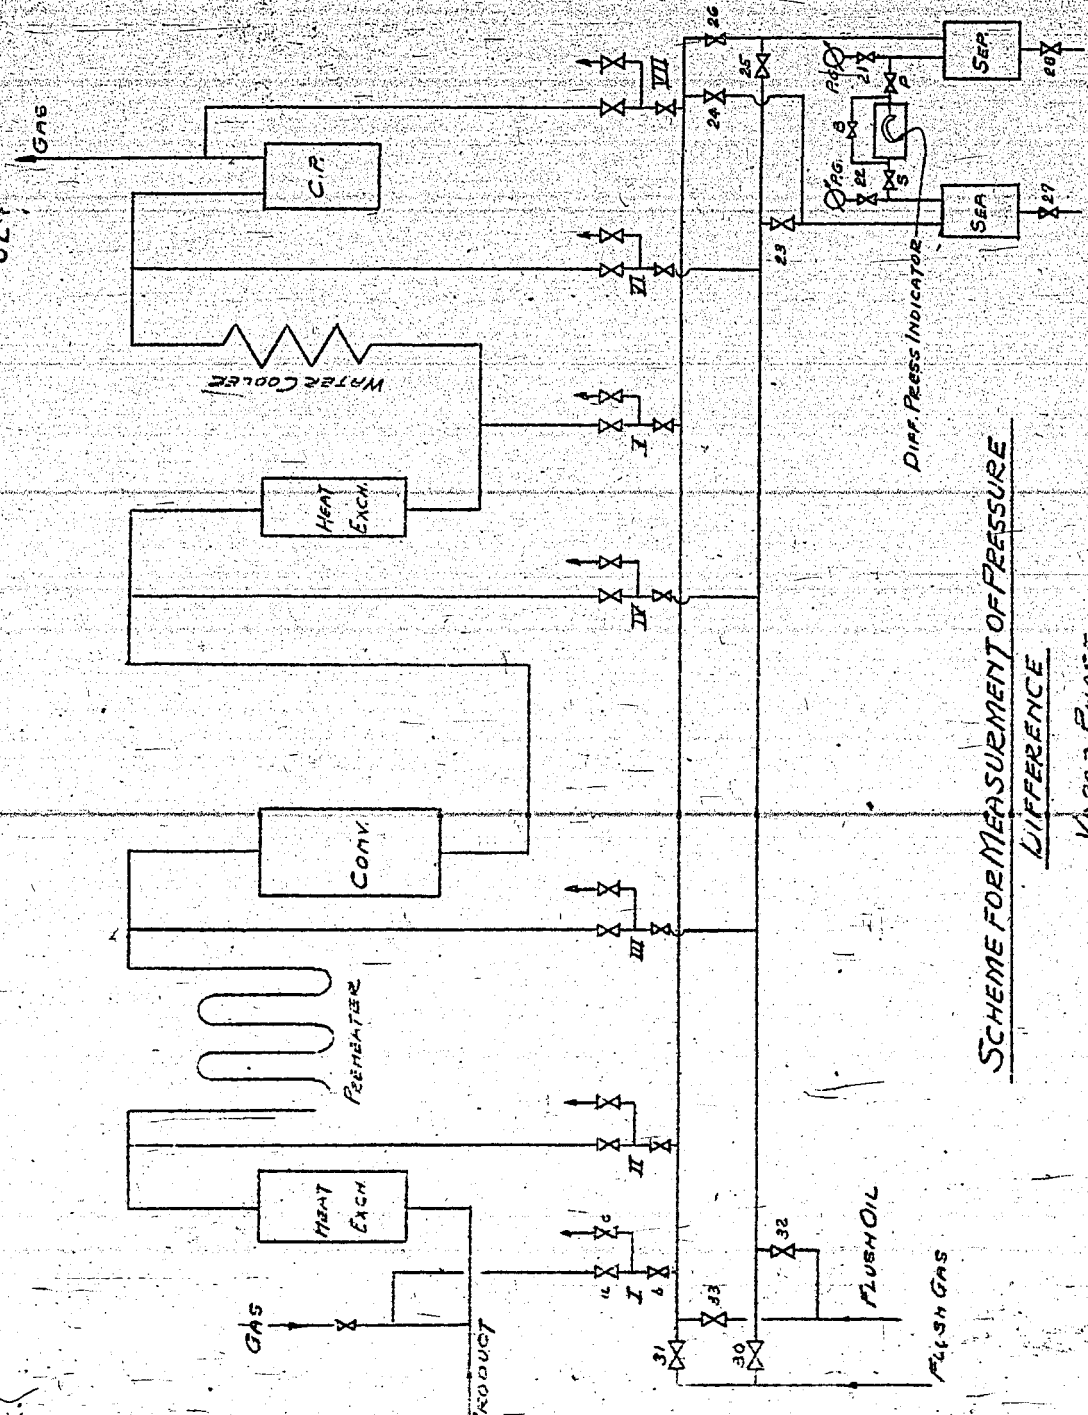 GAS
C.P.
WATER COOLER
HEAT
EXCH.
CONV.
PREHEATER
HEAT
EXCH.
GAS
RODUCT
a
c
I
b
II
III
IV
V
VI
VII
31
33
30
32
FLUSH OIL
FLUSH GAS
26
25
24
23
P.G.
21
P
B
P.G.
22
S
SEP.
28
SEP.
27
DIFF. PRESS INDICATOR
SCHEME FOR MEASURMENT OF PRESSURE
DIFFERENCE